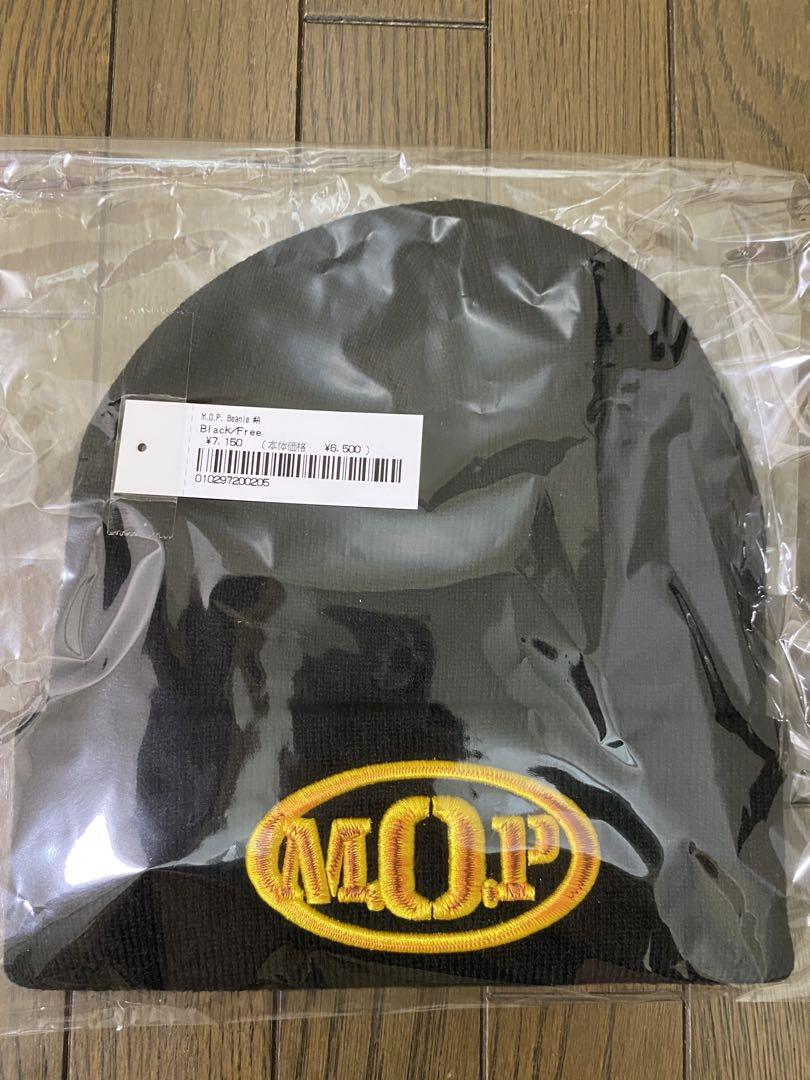 M.O.P. Beanie #A
Black/Free
¥7,150 (本体価格 ¥6,500)
010297200205
M.O.P